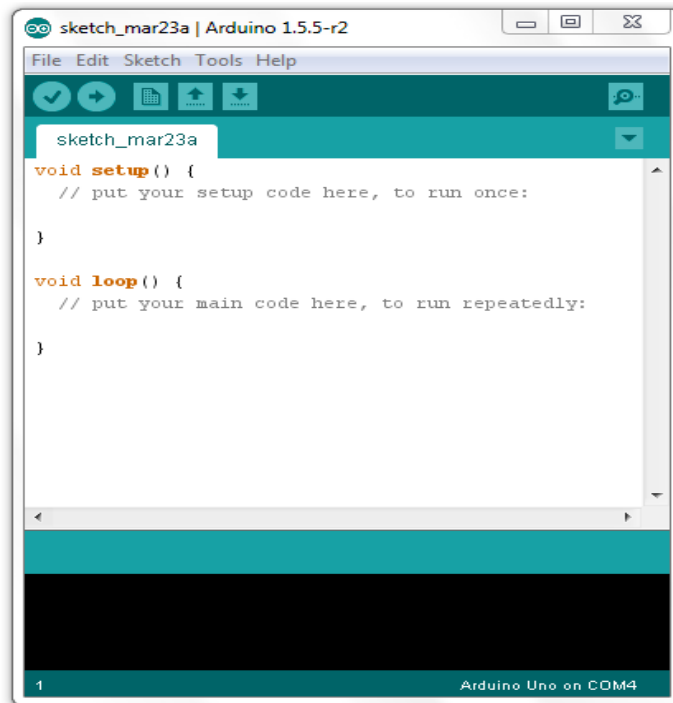 sketch_mar23a | Arduino 1.5.5-r2
File Edit Sketch Tools Help
sketch_mar23a
void setup() {
  // put your setup code here, to run once:

}

void loop() {
  // put your main code here, to run repeatedly:

}
1 Arduino Uno on COM4